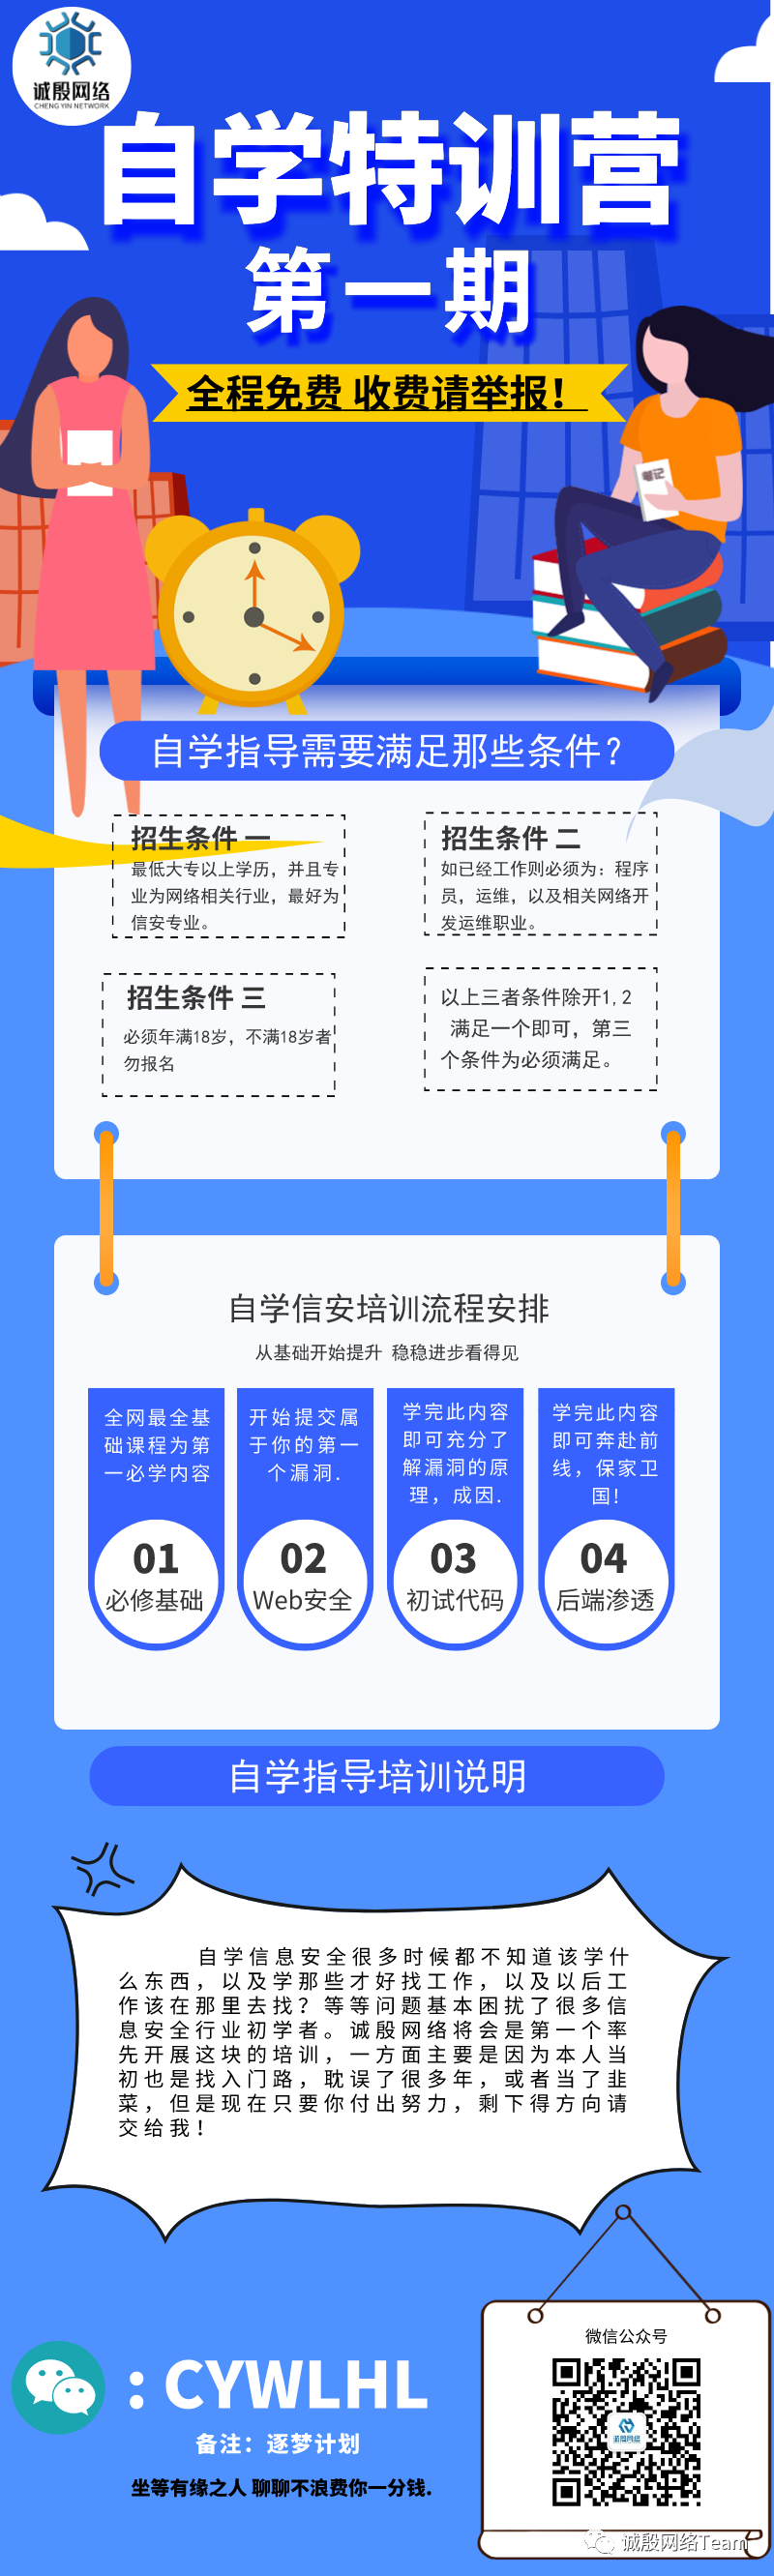 诚殷网络
CHENG YIN NETWORK
自学特训营
第一期
全程免费 收费请举报！
笔记
自学指导需要满足那些条件？
招生条件 一
最低大专以上学历，并且专
业为网络相关行业，最好为
信安专业。
招生条件 二
如已经工作则必须为：程序
员，运维，以及相关网络开
发运维职业。
招生条件 三
必须年满18岁，不满18岁者
勿报名
以上三者条件除开1,2
满足一个即可，第三
个条件为必须满足。
自学信安培训流程安排
从基础开始提升 稳稳进步看得见
全网最全基
础课程为第
一必学内容
01
必修基础
开始提交属
于你的第一
个漏洞.
02
Web安全
学完此内容
即可充分了
解漏洞的原
理，成因.
03
初试代码
学完此内容
即可奔赴前
线，保家卫
国!
04
后端渗透
自学指导培训说明
自学信息安全很多时候都不知道该学什
么东西，以及学那些才好找工作，以及以后工
作该在那里去找？等等问题基本困扰了很多信
息安全行业初学者。诚殷网络将会是第一个率
先开展这块的培训，一方面主要是因为本人当
初也是找入门路，耽误了很多年，或者当了韭
菜，但是现在只要你付出努力，剩下得方向请
交给我！
：CYWLHL
备注：逐梦计划
坐等有缘之人 聊聊不浪费你一分钱.
微信公众号
诚殷网络
诚殷网络Team